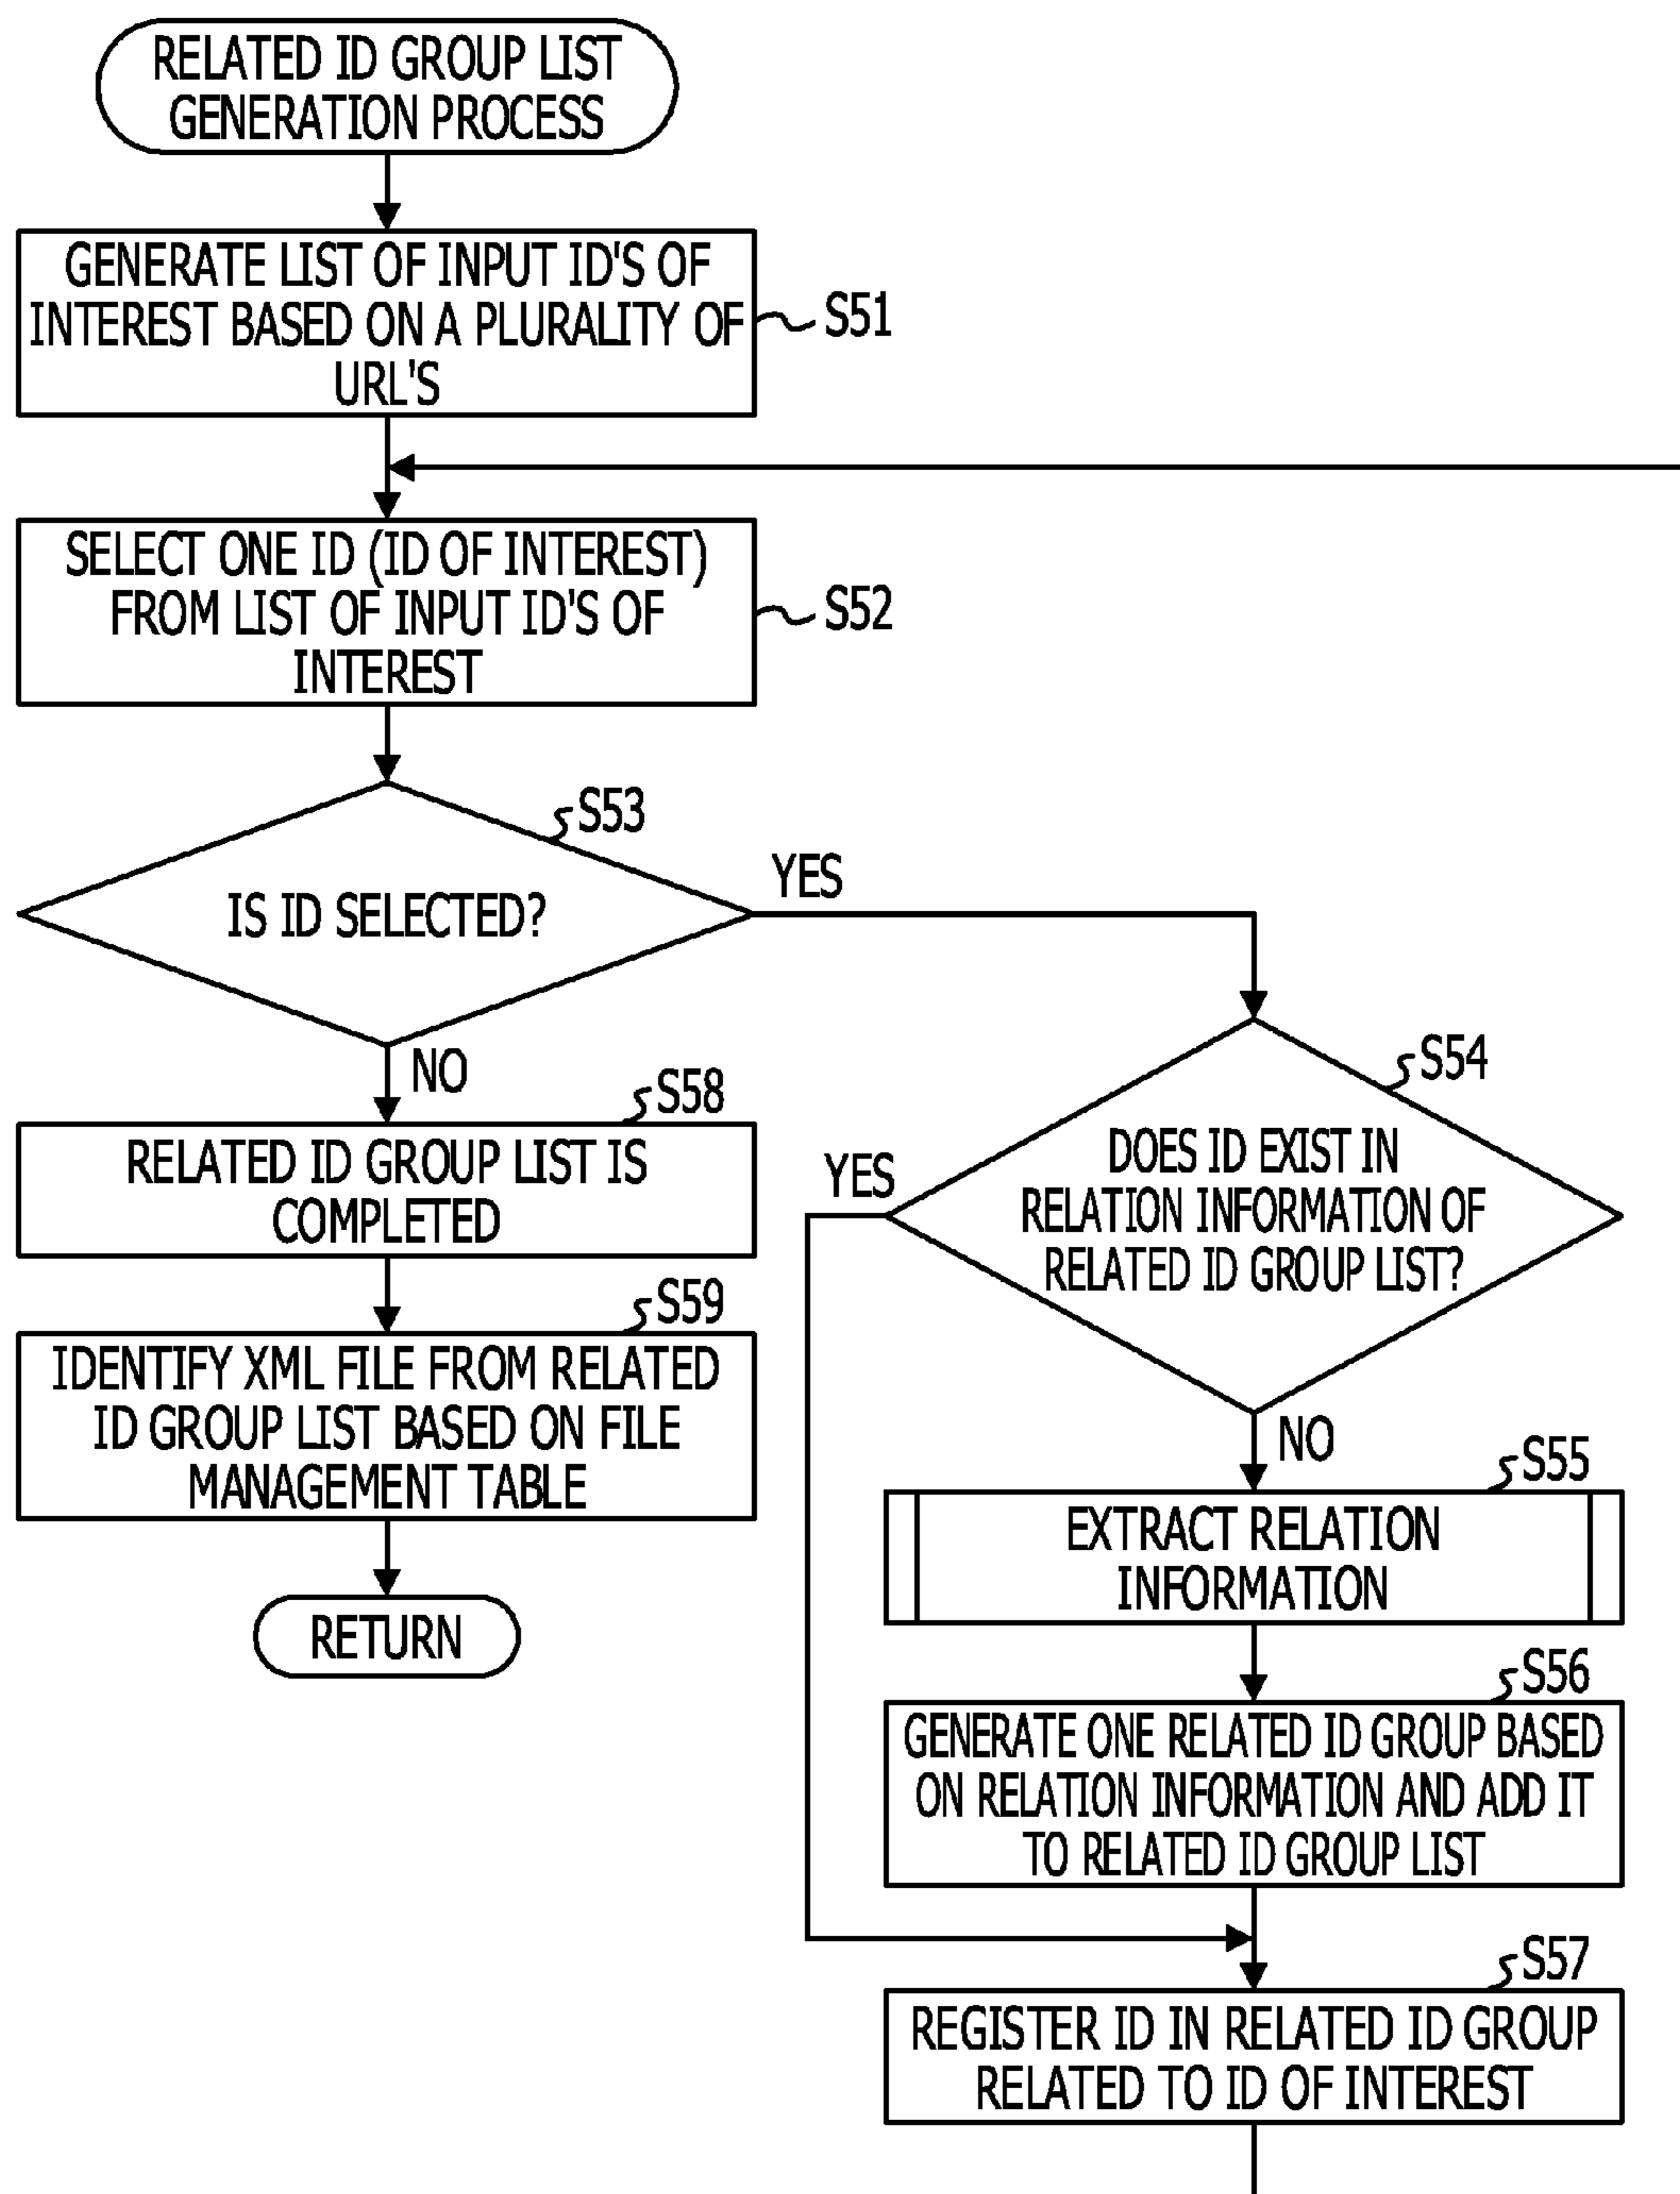 RELATED ID GROUP LIST
GENERATION PROCESS
GENERATE LIST OF INPUT ID'S OF
INTEREST BASED ON A PLURALITY OF
URL'S
S51
SELECT ONE ID (ID OF INTEREST)
FROM LIST OF INPUT ID'S OF
INTEREST
S52
S53
IS ID SELECTED?
YES
NO
S58
RELATED ID GROUP LIST IS
COMPLETED
S59
IDENTIFY XML FILE FROM RELATED
ID GROUP LIST BASED ON FILE
MANAGEMENT TABLE
RETURN
S54
DOES ID EXIST IN
RELATION INFORMATION OF
RELATED ID GROUP LIST?
YES
NO
S55
EXTRACT RELATION
INFORMATION
S56
GENERATE ONE RELATED ID GROUP BASED
ON RELATION INFORMATION AND ADD IT
TO RELATED ID GROUP LIST
S57
REGISTER ID IN RELATED ID GROUP
RELATED TO ID OF INTEREST